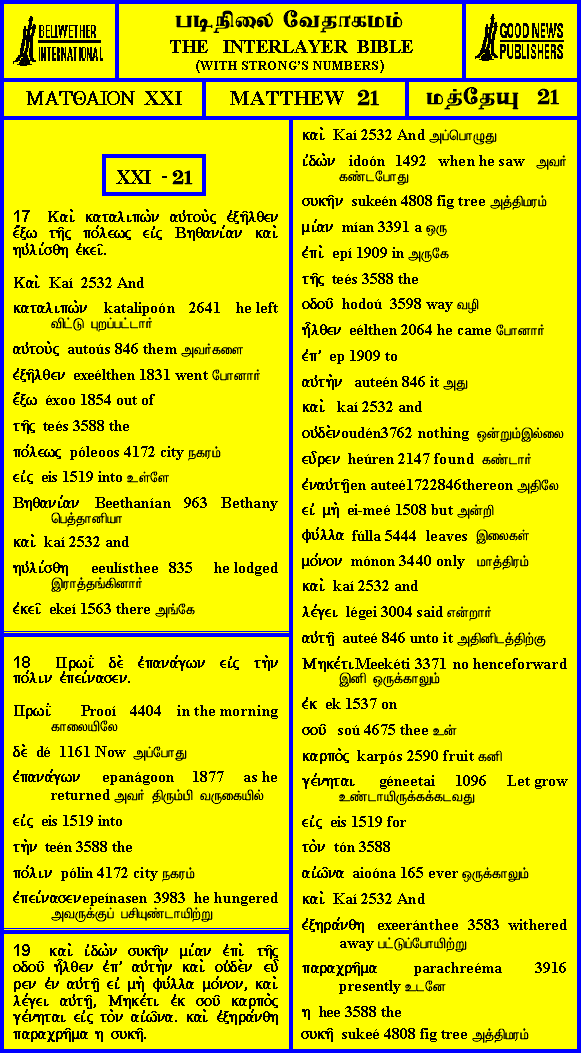 BELLWETHER
INTERNATIONAL
படிநிலை வேதாகமம்
THE INTERLAYER BIBLE
(WITH STRONG'S NUMBERS)
GOOD NEWS
PUBLISHERS
ΜΑΤΘΑΙΟΝ XXI
MATTHEW 21
மத்தேயு 21
XXI - 21
17 Καὶ καταλιπὼν αὐτοὺς ἐξῆλθεν
ἔξω τῆς πόλεως εἰς Βηθανίαν καὶ
ηὐλίσθη ἐκεῖ.
Καὶ Kaí 2532 And
καταλιπὼν katalipoón 2641 he left
விட்டு புறப்பட்டார்
αὐτοὺς autoús 846 them அவர்களை
ἐξῆλθεν exeélthen 1831 went போனார்
ἔξω éxoo 1854 out of
τῆς teés 3588 the
πόλεως póleoos 4172 city நகரம்
εἰς eis 1519 into உள்ளே
Βηθανίαν Beethanían 963 Bethany
பெத்தானியா
καὶ kaí 2532 and
ηὐλίσθη eeulísthee 835 he lodged
இராத்தங்கினார்
ἐκεῖ ekeí 1563 there அங்கே
18 Πρωΐ δὲ ἐπανάγων εἰς τὴν
πόλιν ἐπείνασεν.
Πρωΐ Prooí 4404 in the morning
காலையிலே
δὲ dé 1161 Now அப்போது
ἐπανάγων epanágoon 1877 as he
returned அவர் திரும்பி வருகையில்
εἰς eis 1519 into
τὴν teén 3588 the
πόλιν pólin 4172 city நகரம்
ἐπείνασεν epeínasen 3983 he hungered
அவருக்குப் பசியுண்டாயிற்று
19 καὶ ἰδὼν συκῆν μίαν ἐπὶ τῆς
οδοῦ ἦλθεν ἐπ' αὐτὴν καὶ οὐδὲν εὗ
ρεν ἐν αὐτῇ εἰ μὴ φύλλα μόνον, καὶ
λέγει αὐτῇ, Μηκέτι ἐκ σοῦ καρπὸς
γένηται εἰς τὸν αἰῶνα. καὶ ἐξηράνθη
παραχρῆμα η συκῆ.
καὶ Kaí 2532 And அப்பொழுது
ἰδὼν idoón 1492 when he saw அவர்
கண்டபோது
συκῆν sukeén 4808 fig tree அத்திமரம்
μίαν mían 3391 a ஒரு
ἐπὶ epí 1909 in அருகே
τῆς teés 3588 the
οδοῦ hodoú 3598 way வழி
ἦλθεν eélthen 2064 he came போனார்
ἐπ' ep 1909 to
αὐτὴν auteén 846 it அது
καὶ kaí 2532 and
οὐδὲν oudén3762 nothing ஒன்றும்இல்லை
εὗρεν heúren 2147 found கண்டார்
ἐναὐτῇ en auteé1722846thereon அதிலே
εἰ μὴ ei-meé 1508 but அன்றி
φύλλα fúlla 5444 leaves இலைகள்
μόνον mónon 3440 only மாத்திரம்
καὶ kaí 2532 and
λέγει légei 3004 said என்றார்
αὐτῇ auteé 846 unto it அதினிடத்திற்கு
Μηκέτι Meekéti 3371 no henceforward
இனி ஒருக்காலும்
ἐκ ek 1537 on
σοῦ soú 4675 thee உன்
καρπὸς karpós 2590 fruit கனி
γένηται géneetai 1096 Let grow
உண்டாயிருக்கக்கடவது
εἰς eis 1519 for
τὸν tón 3588
αἰῶνα aioóna 165 ever ஒருக்காலும்
καὶ Kaí 2532 And
ἐξηράνθη exeeránthee 3583 withered
away பட்டுப்போயிற்று
παραχρῆμα parachreéma 3916
presently உடனே
η hee 3588 the
συκῆ sukeé 4808 fig tree அத்திமரம்